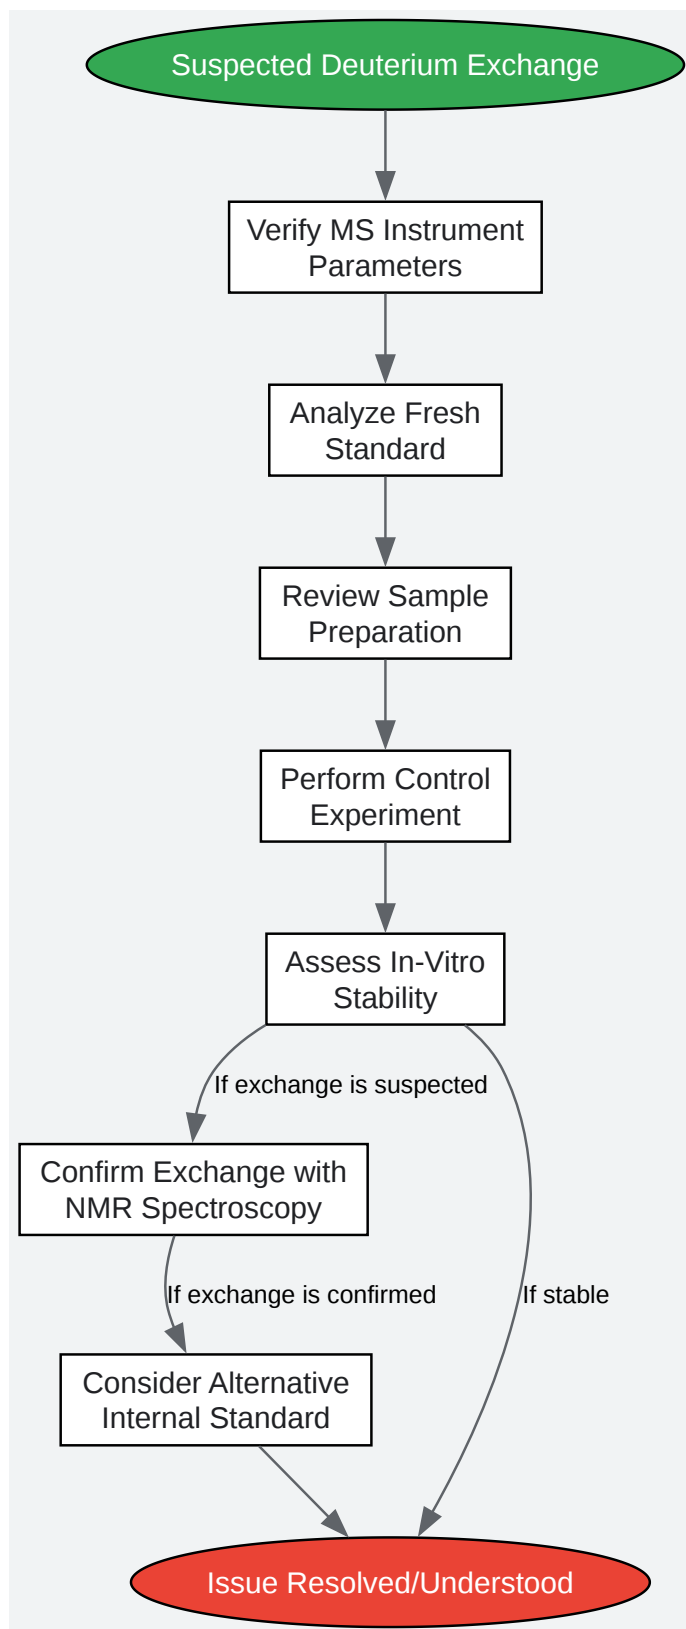 Suspected Deuterium Exchange
Verify MS Instrument
Parameters
Analyze Fresh
Standard
Review Sample
Preparation
Perform Control
Experiment
Assess In-Vitro
Stability
If exchange is suspected
Confirm Exchange with
NMR Spectroscopy
If exchange is confirmed
If stable
Consider Alternative
Internal Standard
Issue Resolved/Understood